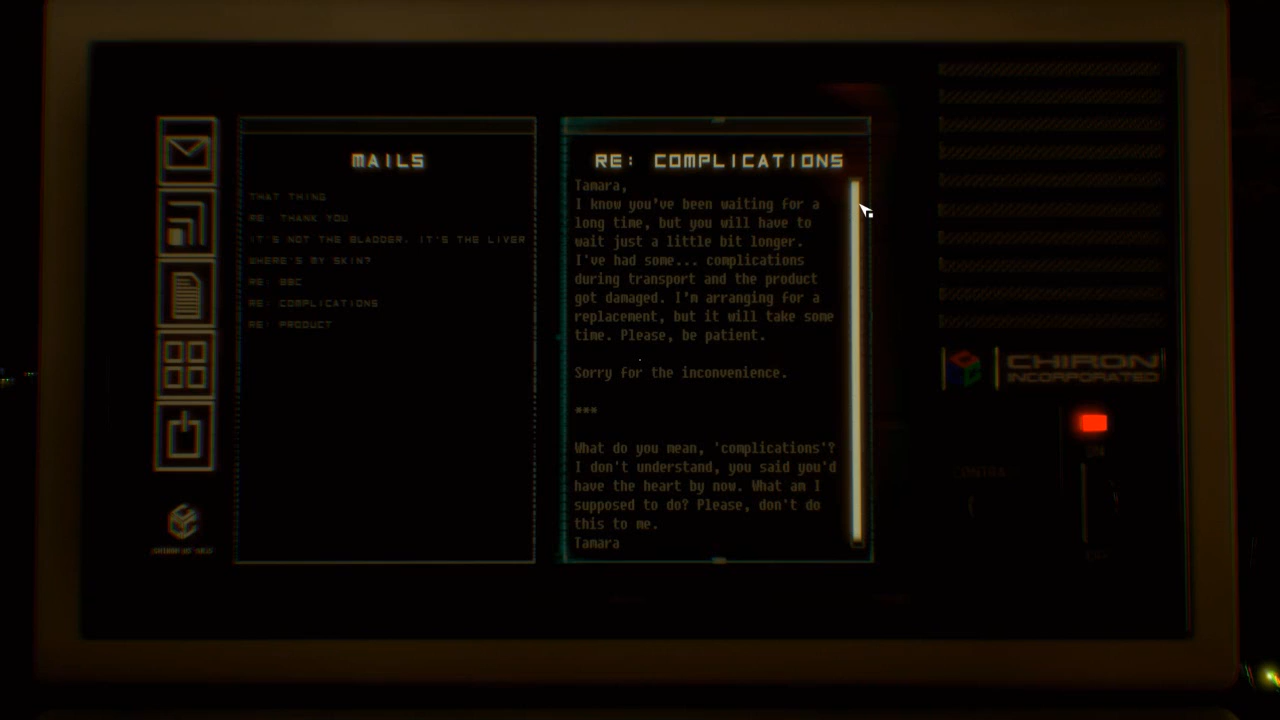 MAILS
THAT THING
RE: THANK YOU
IT'S NOT THE BLADDER, IT'S THE LIVER
WHERE'S MY SKIN?
RE: BBC
RE: COMPLICATIONS
RE: PRODUCT
RE: COMPLICATIONS
Tamara,
I know you've been waiting for a
long time, but you will have to
wait just a little bit longer.
I've had some... complications
during transport and the product
got damaged. I'm arranging for a
replacement, but it will take some
time. Please, be patient.
Sorry for the inconvenience.
***
What do you mean, 'complications'?
I don't understand, you said you'd
have the heart by now. What am I
supposed to do? Please, don't do
this to me.
Tamara
CHIRON
INCORPORATED
ON